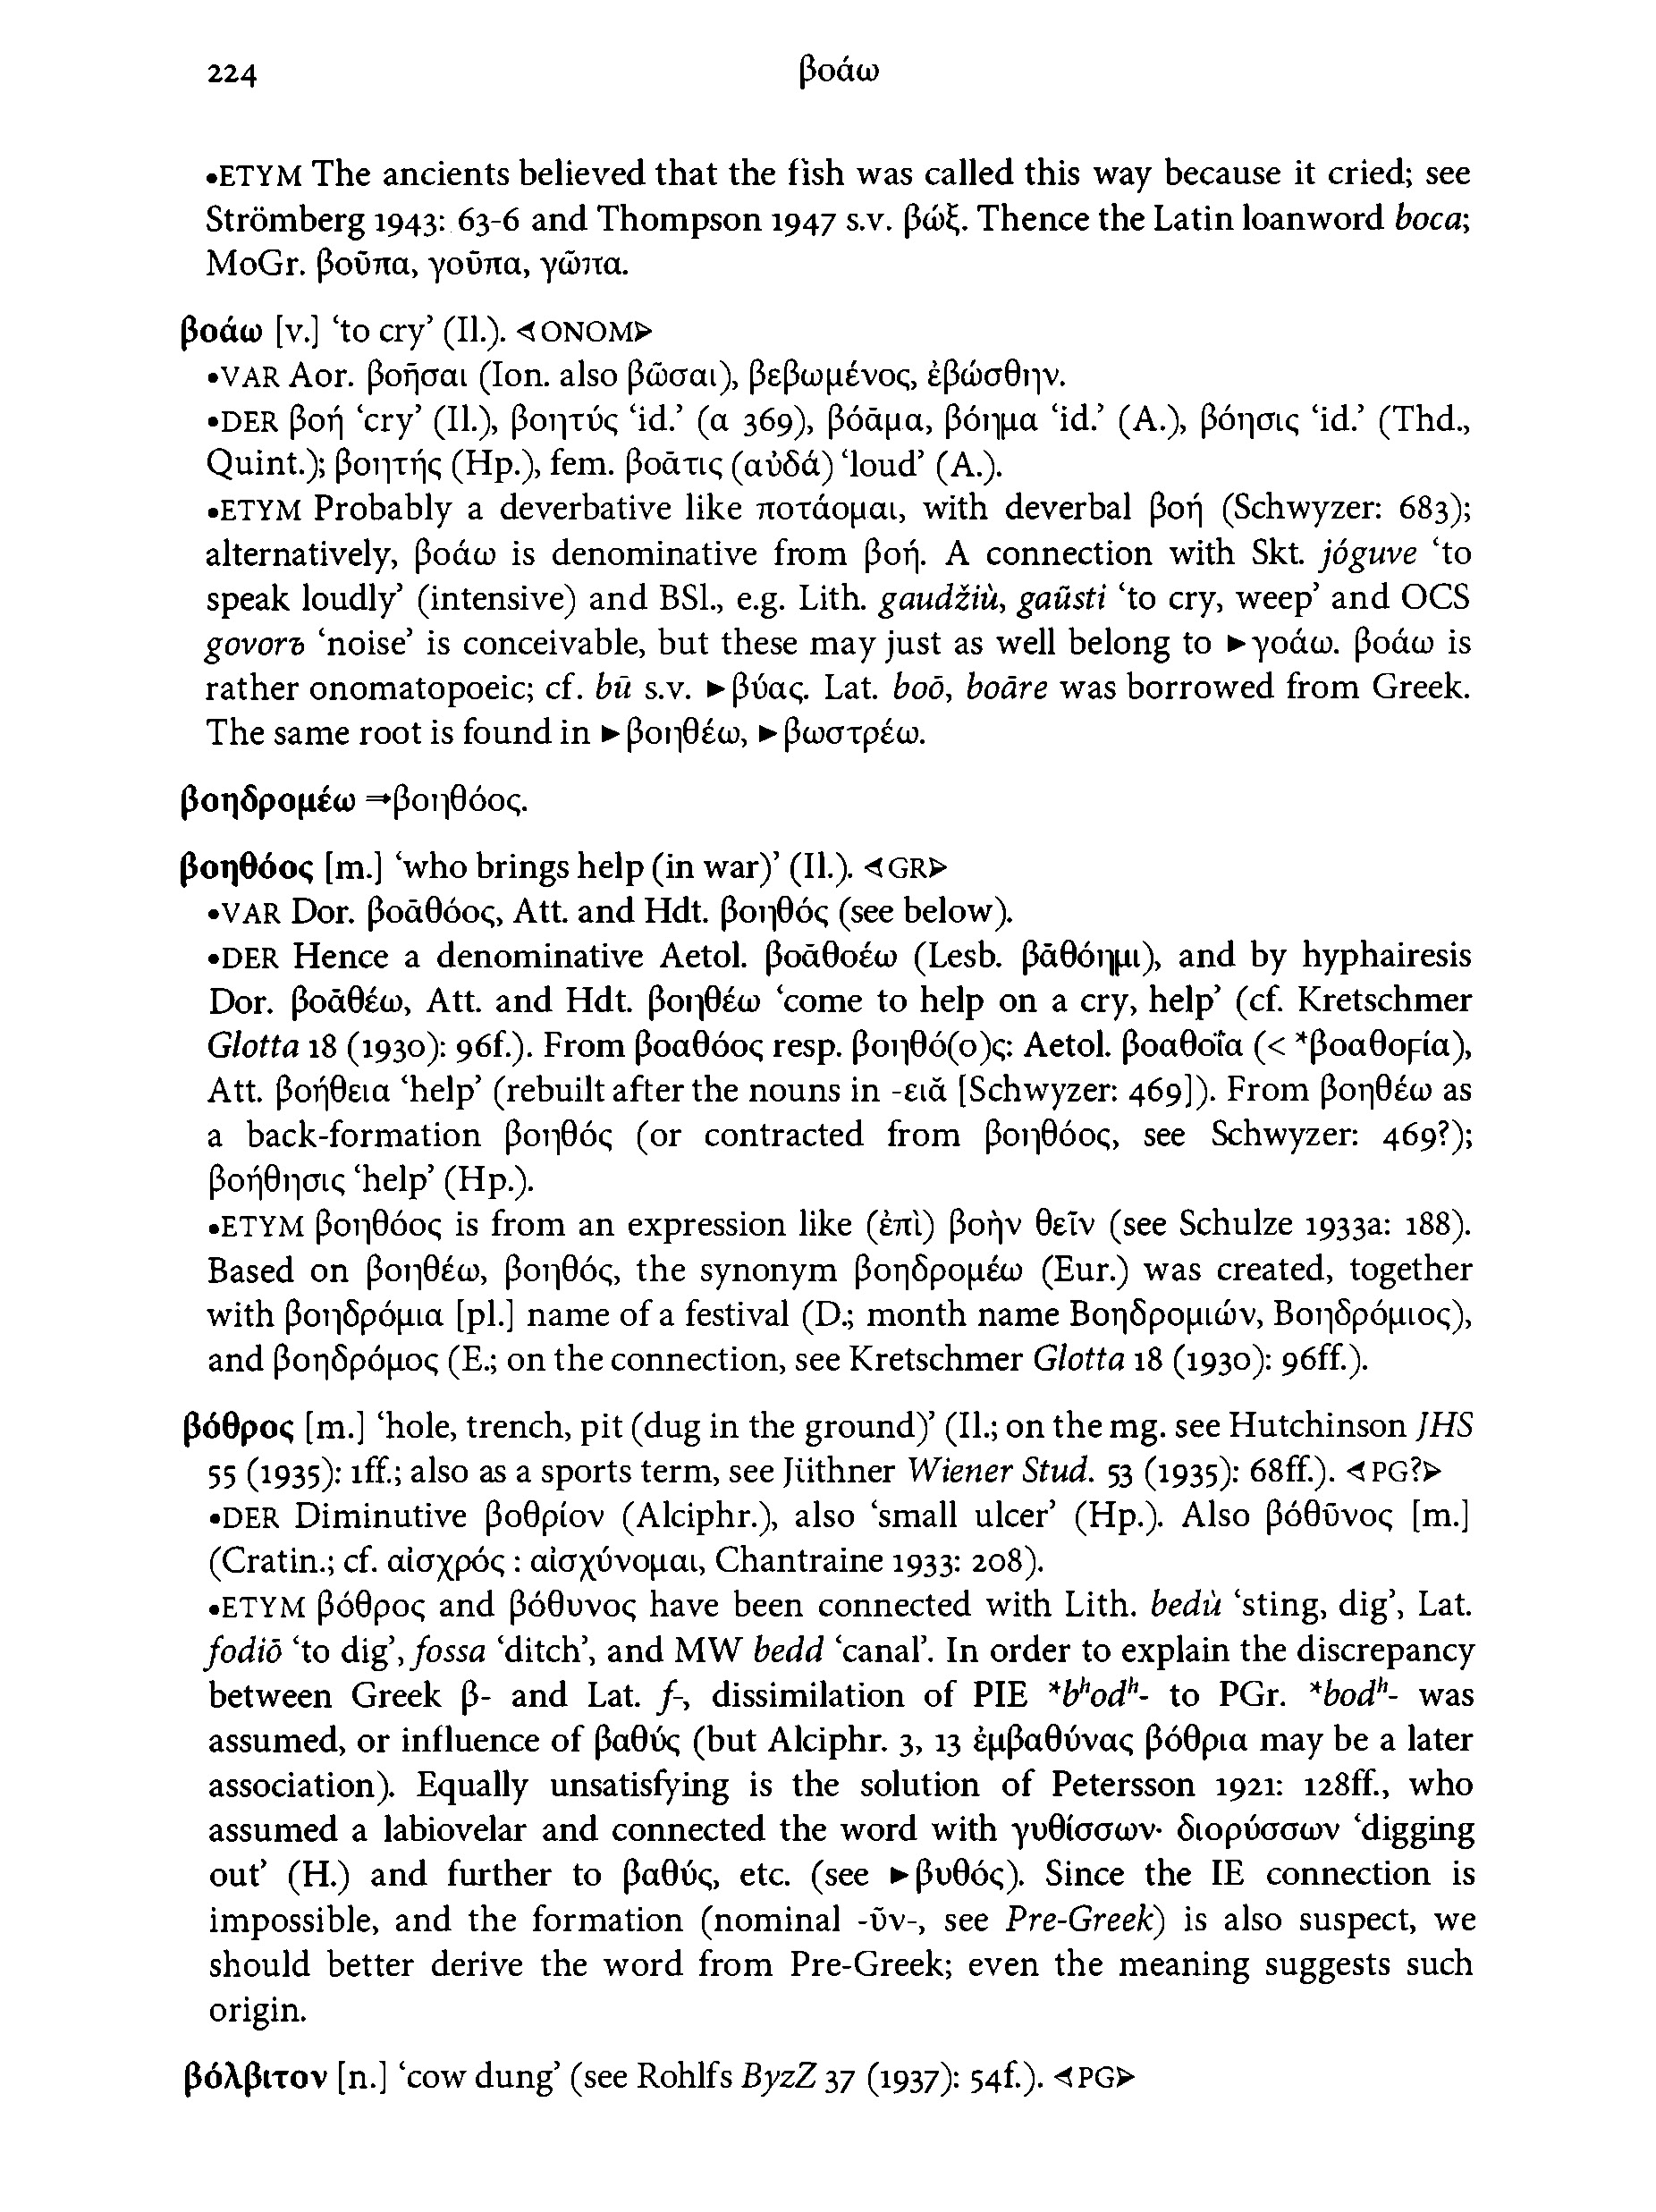 224
βοάω
•ETYM The ancients believed that the fish was called this way because it cried; see
Strömberg 1943: 63-6 and Thompson 1947 s.v. βώξ. Thence the Latin loanword boca;
MoGr. βοῦπα, γοῦπα, γῶπα.
βοάω [v.] ‘to cry’ (Il.). ⊲ONOM⊳
•VAR Aor. βοῆσαι (Ion. also βῶσαι), βεβωμένος, ἐβώσθην.
•DER βοή ‘cry’ (Il.), βοητύς ‘id.’ (α 369), βόᾱμα, βόημα ‘id.’ (A.), βόησις ‘id.’ (Thd.,
Quint.); βοητής (Hp.), fem. βοᾶτις (αὐδά) ‘loud’ (A.).
•ETYM Probably a deverbative like ποτάομαι, with deverbal βοή (Schwyzer: 683);
alternatively, βοάω is denominative from βοή. A connection with Skt. jóguve ‘to
speak loudly’ (intensive) and BSl., e.g. Lith. gaudžiù, gaũsti ‘to cry, weep’ and OCS
govorъ ‘noise’ is conceivable, but these may just as well belong to ►γοάω. βοάω is
rather onomatopoeic; cf. bū s.v. ►βύας. Lat. boō, boāre was borrowed from Greek.
The same root is found in ►βοηθέω, ►βωστρέω.
βοηδρομέω ⇒βοηθόος.
βοηθόος [m.] ‘who brings help (in war)’ (Il.). ⊲GR⊳
•VAR Dor. βοᾱθόος, Att. and Hdt. βοηθός (see below).
•DER Hence a denominative Aetol. βοᾱθοέω (Lesb. βᾱθόημι), and by hyphairesis
Dor. βοᾱθέω, Att. and Hdt. βοηθέω ‘come to help on a cry, help’ (cf. Kretschmer
Glotta 18 (1930): 96f.). From βοαθόος resp. βοηθό(ο)ς: Aetol. βοαθοΐα (< *βοαθοϝία),
Att. βοήθεια ‘help’ (rebuilt after the nouns in -ειᾰ [Schwyzer: 469]). From βοηθέω as
a back-formation βοηθός (or contracted from βοηθόος, see Schwyzer: 469?);
βοήθησις ‘help’ (Hp.).
•ETYM βοηθόος is from an expression like (ἐπὶ) βοὴν θεῖν (see Schulze 1933a: 188).
Based on βοηθέω, βοηθός, the synonym βοηδρομέω (Eur.) was created, together
with βοηδρόμια [pl.] name of a festival (D.; month name Βοηδρομιών, Βοηδρόμιος),
and βοηδρόμος (E.; on the connection, see Kretschmer Glotta 18 (1930): 96ff.).
βόθρος [m.] ‘hole, trench, pit (dug in the ground)’ (Il.; on the mg. see Hutchinson JHS
55 (1935): 1ff.; also as a sports term, see Jüthner Wiener Stud. 53 (1935): 68ff.). ⊲PG?⊳
•DER Diminutive βοθρίον (Alciphr.), also ‘small ulcer’ (Hp.). Also βόθῡνος [m.]
(Cratin.; cf. αἰσχρός : αἰσχύνομαι, Chantraine 1933: 208).
•ETYM βόθρος and βόθυνος have been connected with Lith. bedù ‘sting, dig’, Lat.
fodiō ‘to dig’, fossa ‘ditch’, and MW bedd ‘canal’. In order to explain the discrepancy
between Greek β- and Lat. f-, dissimilation of PIE *bʰodʰ- to PGr. *bodʰ- was
assumed, or influence of βαθύς (but Alciphr. 3, 13 ἐμβαθύνας βόθρια may be a later
association). Equally unsatisfying is the solution of Petersson 1921: 128ff., who
assumed a labiovelar and connected the word with γυθίσσων· διορύσσων ‘digging
out’ (H.) and further to βαθύς, etc. (see ►βυθός). Since the IE connection is
impossible, and the formation (nominal -ῡν-, see Pre-Greek) is also suspect, we
should better derive the word from Pre-Greek; even the meaning suggests such
origin.
βόλβιτον [n.] ‘cow dung’ (see Rohlfs ByzZ 37 (1937): 54f.). ⊲PG⊳